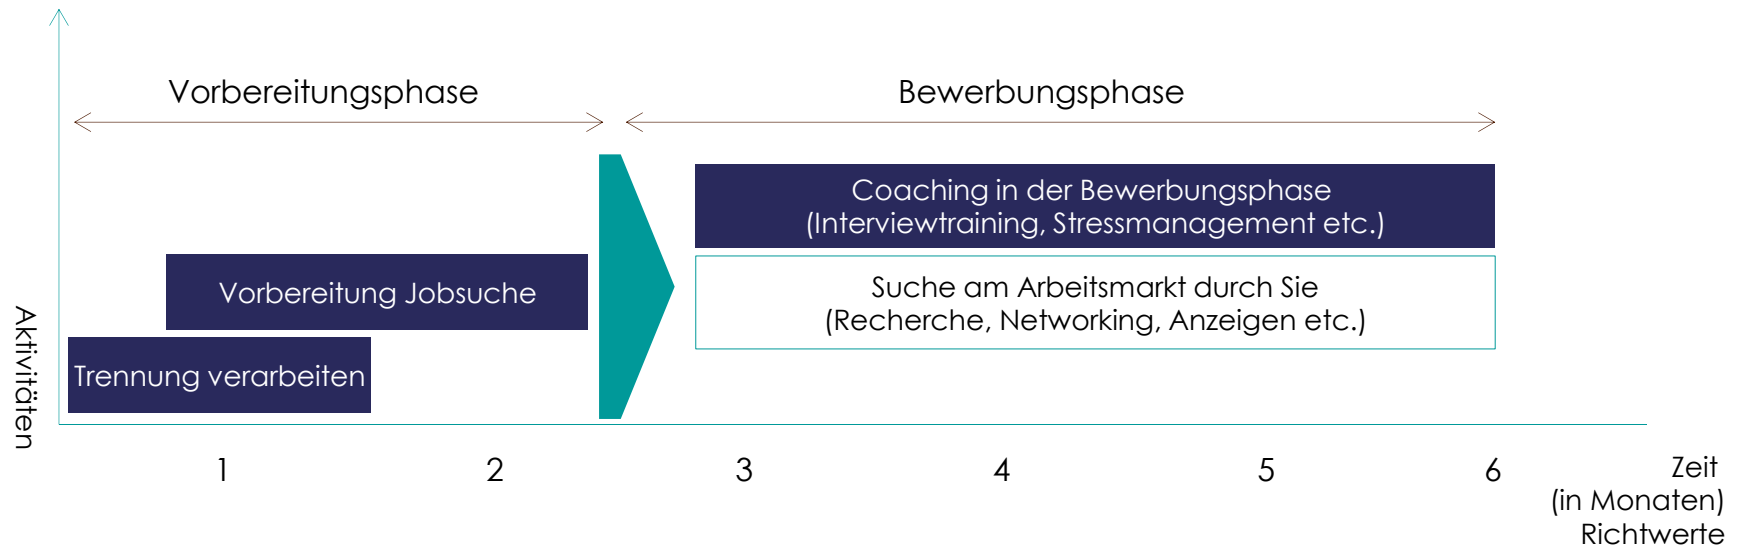 Vorbereitungsphase
Bewerbungsphase
Coaching in der Bewerbungsphase
(Interviewtraining, Stressmanagement etc.)
Vorbereitung Jobsuche
Suche am Arbeitsmarkt durch Sie
(Recherche, Networking, Anzeigen etc.)
Trennung verarbeiten
Aktivitäten
1 2 3 4 5 6
Zeit
(in Monaten)
Richtwerte